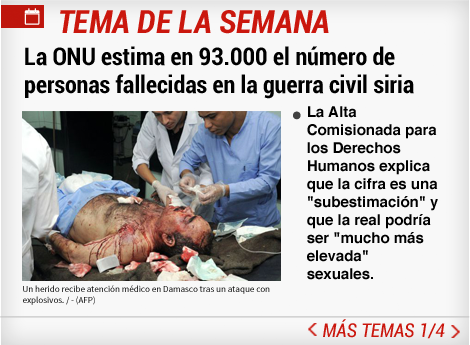 TEMA DE LA SEMANA
La ONU estima en 93.000 el número de
personas fallecidas en la guerra civil siria
La Alta
Comisionada para
los Derechos
Humanos explica
que la cifra es una
"subestimación" y
que la real podría
ser "mucho más
elevada"
sexuales.
Un herido recibe atención médico en Damasco tras un ataque con
explosivos. / - (AFP)
MÁS TEMAS 1/4